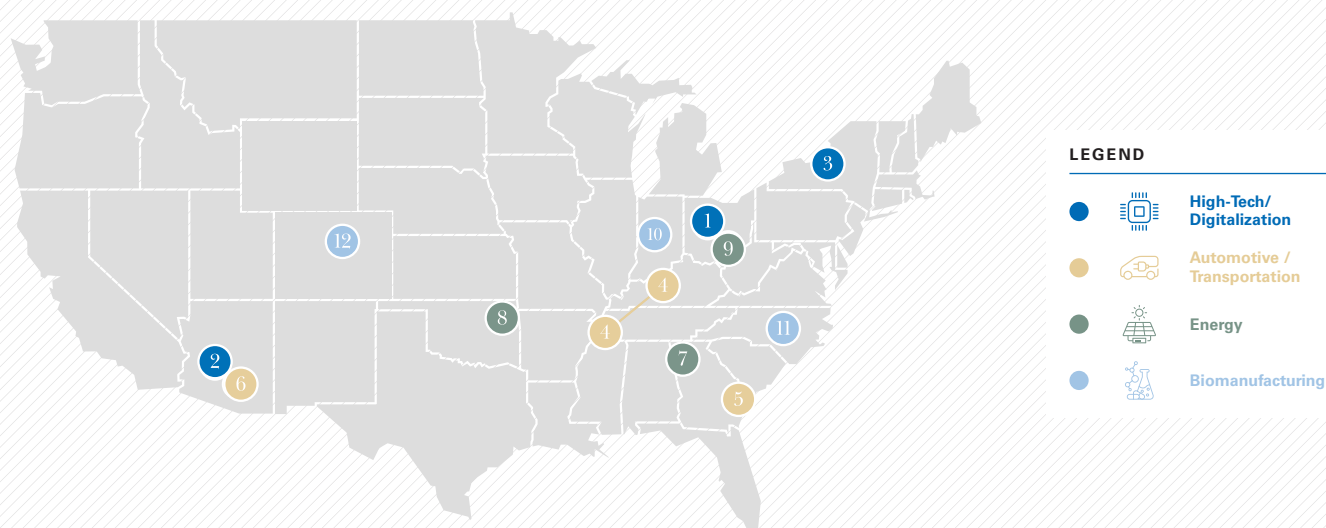 3
1
10
9
12
4
8
4
11
7
2
6
5
LEGEND
High-Tech/
Digitalization
Automotive /
Transportation
Energy
Biomanufacturing